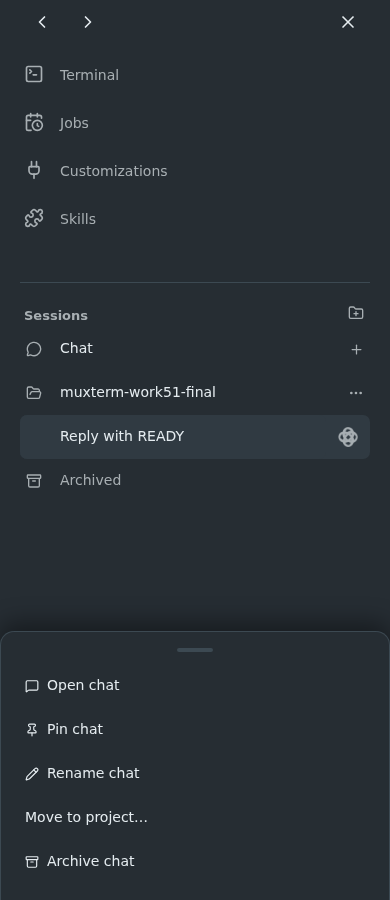 Terminal
Jobs
Customizations
Skills
Sessions
Chat
muxterm-work51-final
Reply with READY
Archived
Open chat
Pin chat
Rename chat
Move to project...
Archive chat